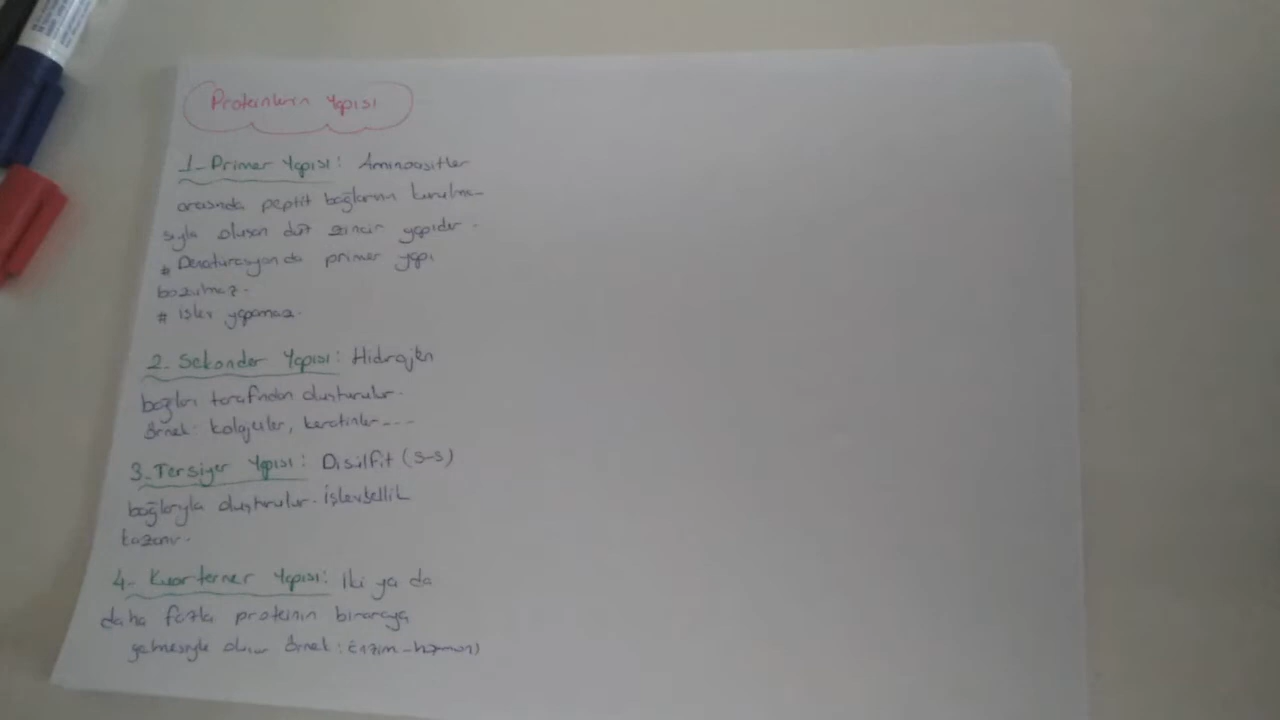 Proteinlerin Yapısı
1- Primer Yapısı: Aminoasitler
arasında peptit bağlarının kurulma-
sıyla oluşan düz zincir yapıdır.
* Denatürasyonda primer yapı
bozulmaz.
* işlev yapamaz.
2- Sekonder Yapısı: Hidrojen
bağları tarafından oluşturulur.
Örnek: kolajenler, keratinler----
3- Tersiyer Yapısı: Disülfit (s-s)
bağlarıyla oluşturulur. İşlevsellik
kazanır.
4- Kuarterner Yapısı: İki ya da
daha fazla proteinin biraraya
gelmesiyle olur Örnek: Enzim-hormon)